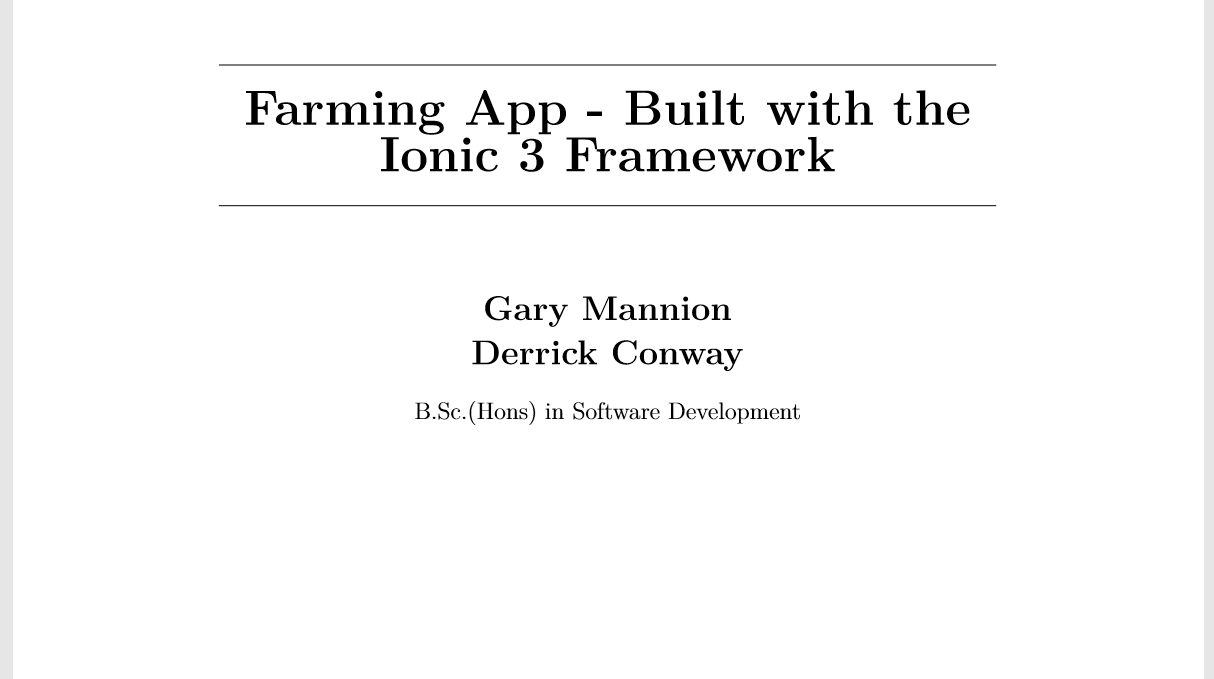 Farming App - Built with the
Ionic 3 Framework
Gary Mannion
Derrick Conway
B.Sc.(Hons) in Software Development